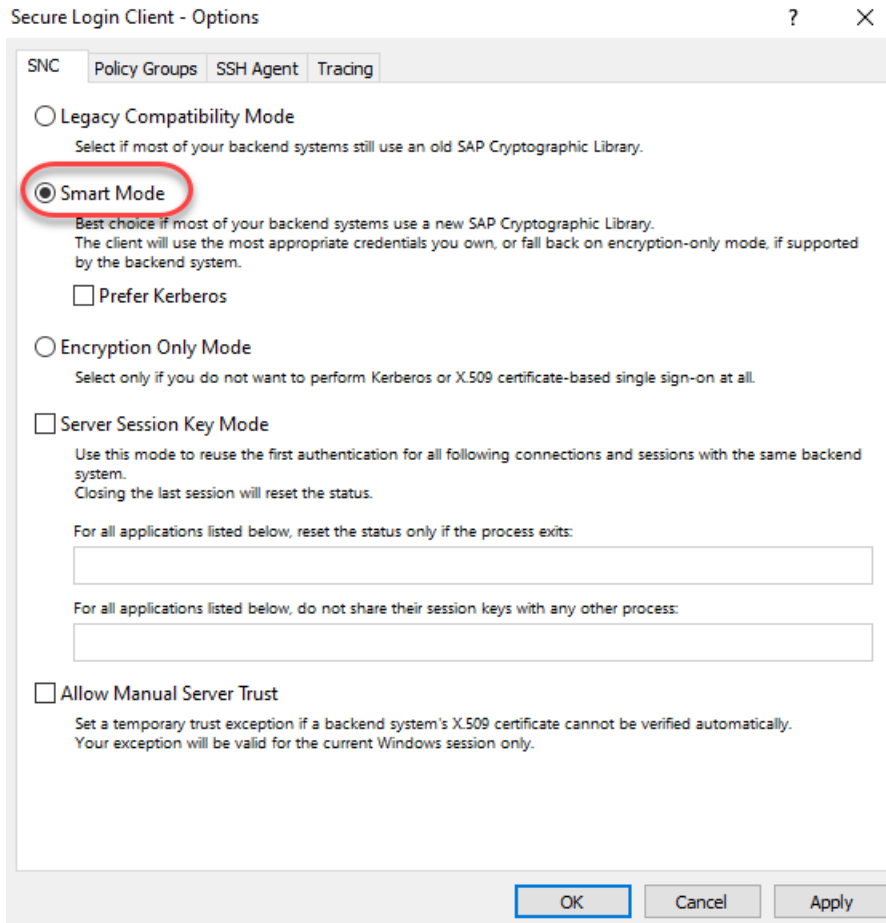 Secure Login Client - Options
?
SNC
Policy Groups
SSH Agent
Tracing
Legacy Compatibility Mode
Select if most of your backend systems still use an old SAP Cryptographic Library.
Smart Mode
Best choice if most of your backend systems use a new SAP Cryptographic Library.
The client will use the most appropriate credentials you own, or fall back on encryption-only mode, if supported
by the backend system.
Prefer Kerberos
Encryption Only Mode
Select only if you do not want to perform Kerberos or X.509 certificate-based single sign-on at all.
Server Session Key Mode
Use this mode to reuse the first authentication for all following connections and sessions with the same backend
system.
Closing the last session will reset the status.
For all applications listed below, reset the status only if the process exits:
For all applications listed below, do not share their session keys with any other process:
Allow Manual Server Trust
Set a temporary trust exception if a backend system's X.509 certificate cannot be verified automatically.
Your exception will be valid for the current Windows session only.
OK
Cancel
Apply